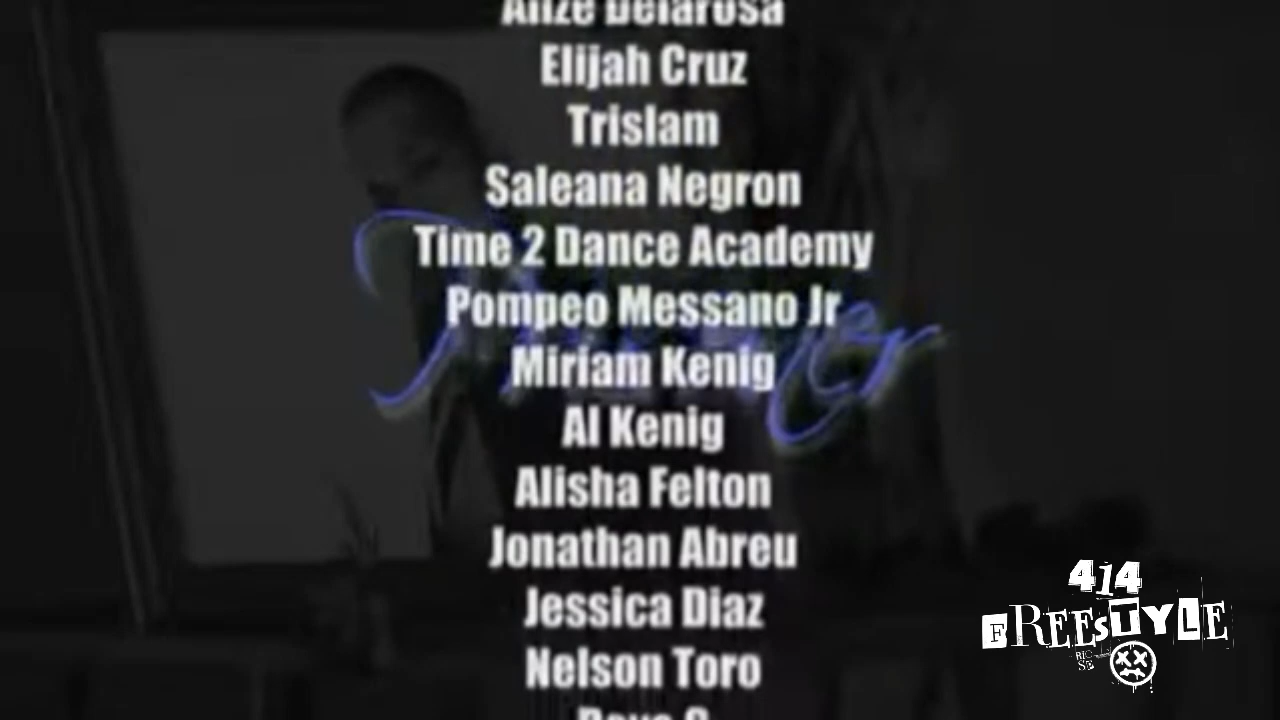 Elijah Cruz
Trislam
Saleana Negron
Time 2 Dance Academy
Pompeo Messano Jr
Miriam Kenig
Al Kenig
Alisha Felton
Jonathan Abreu
Jessica Diaz
Nelson Toro
414
FREESTYLE